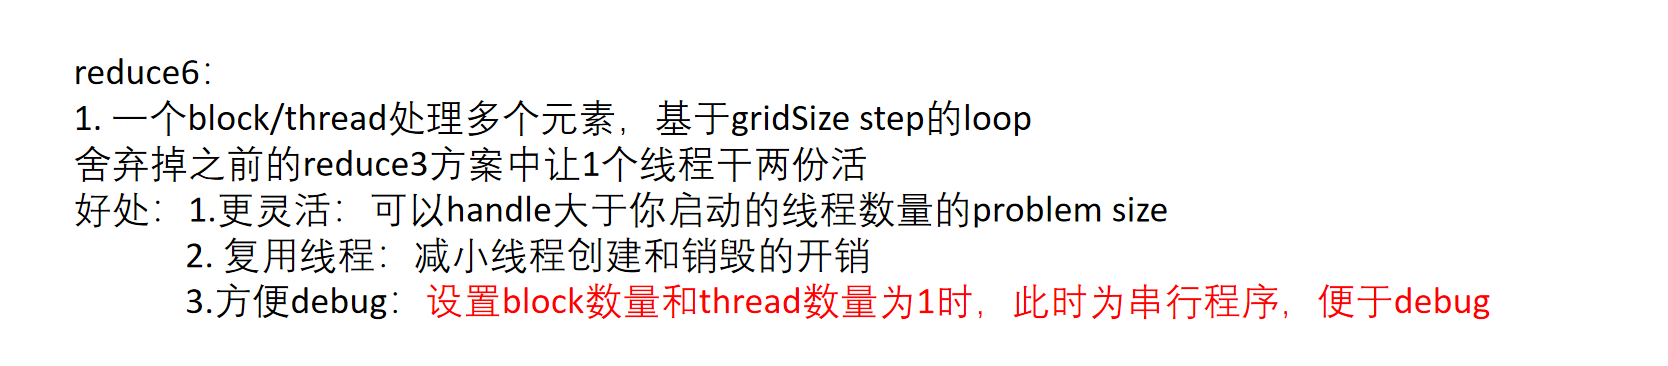 reduce6：
1. 一个block/thread处理多个元素，基于gridSize step的loop
舍弃掉之前的reduce3方案中让1个线程干两份活
好处：1.更灵活：可以handle大于你启动的线程数量的problem size
2. 复用线程：减小线程创建和销毁的开销
3.方便debug：设置block数量和thread数量为1时，此时为串行程序，便于debug